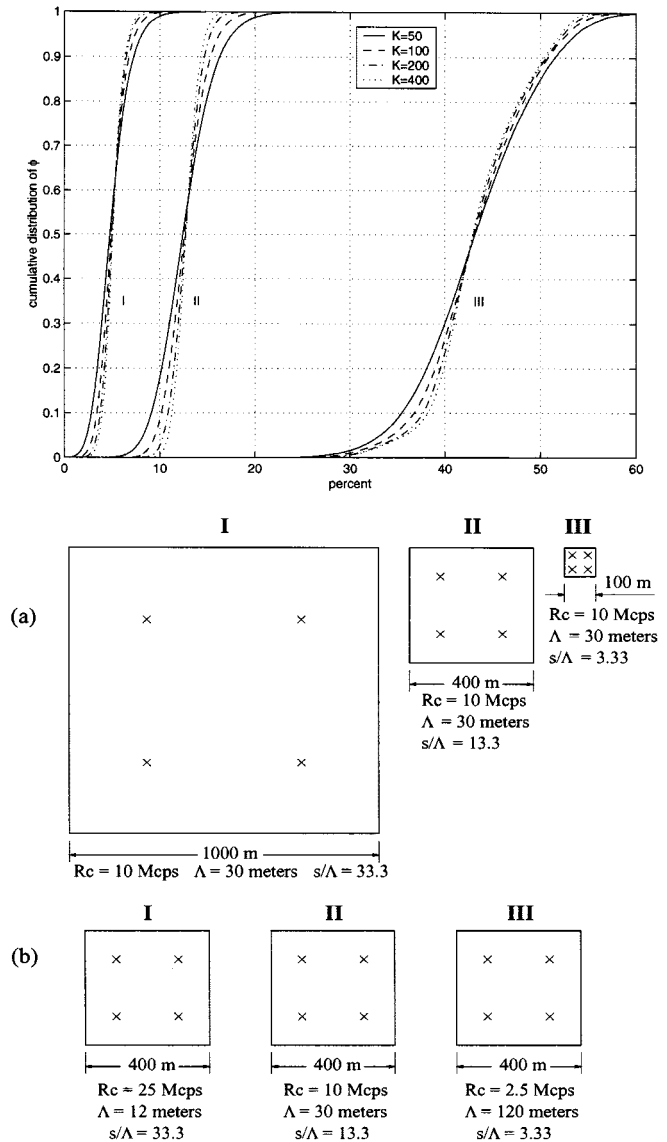 1
0.9
0.8
0.7
0.6
0.5
0.4
0.3
0.2
0.1
0
cumulative distribution of ϕ
K=50
K=100
K=200
K=400
I
II
III
0 10 20 30 40 50 60
percent
(a)
I
1000 m
Rc = 10 Mcps Λ = 30 meters s/Λ = 33.3
II
400 m
Rc = 10 Mcps
Λ = 30 meters
s/Λ = 13.3
III
100 m
Rc = 10 Mcps
Λ = 30 meters
s/Λ = 3.33
(b)
I
400 m
Rc = 25 Mcps
Λ = 12 meters
s/Λ = 33.3
II
400 m
Rc = 10 Mcps
Λ = 30 meters
s/Λ = 13.3
III
400 m
Rc = 2.5 Mcps
Λ = 120 meters
s/Λ = 3.33